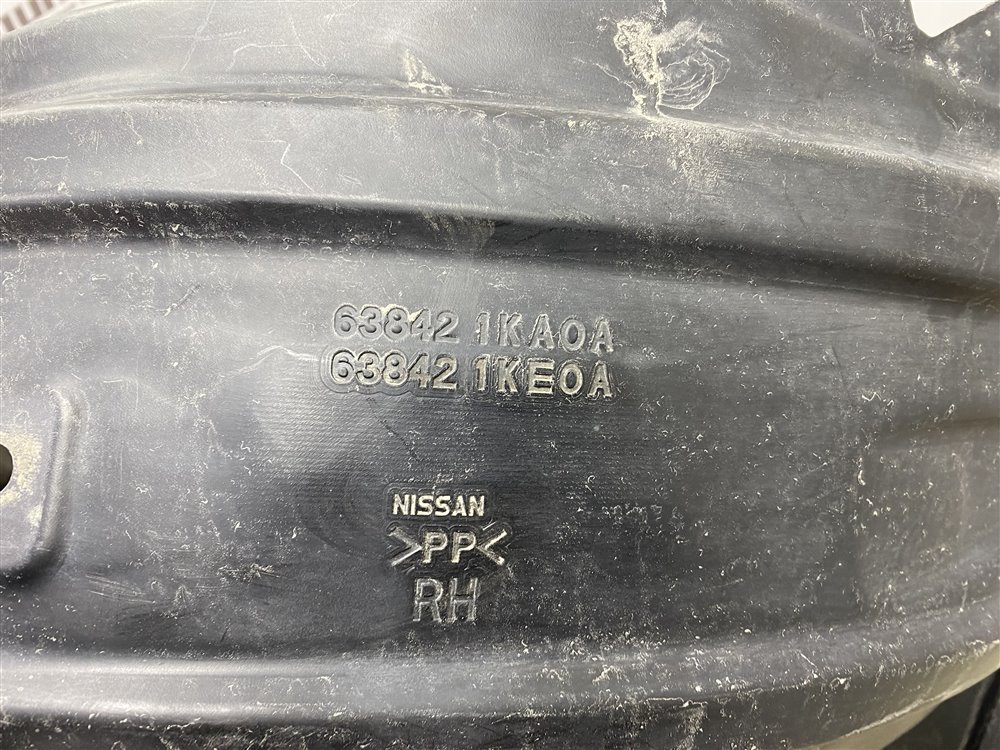 63842 1KA0A
63842 1KE0A
NISSAN
>PP<
RH